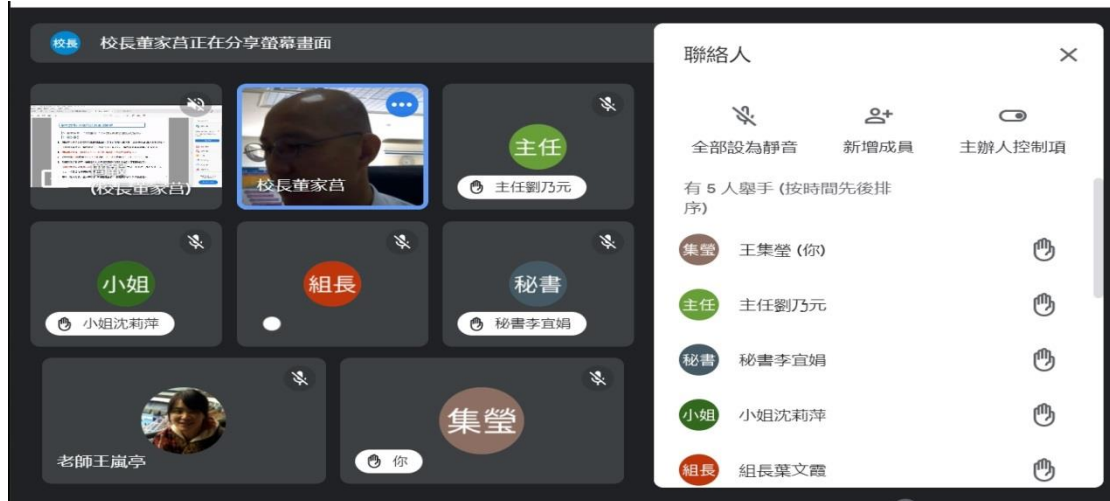 校長
校長董家莒正在分享螢幕畫面
(校長董家莒)
校長董家莒
主任
主任劉乃元
小姐
小姐沈莉萍
組長
秘書
秘書李宜娟
老師王嵐亭
集瑩
你
聯絡人
全部設為靜音
新增成員
主辦人控制項
有 5 人舉手 (按時間先後排
序)
集瑩
王集瑩 (你)
主任
主任劉乃元
秘書
秘書李宜娟
小姐
小姐沈莉萍
組長
組長葉文霞